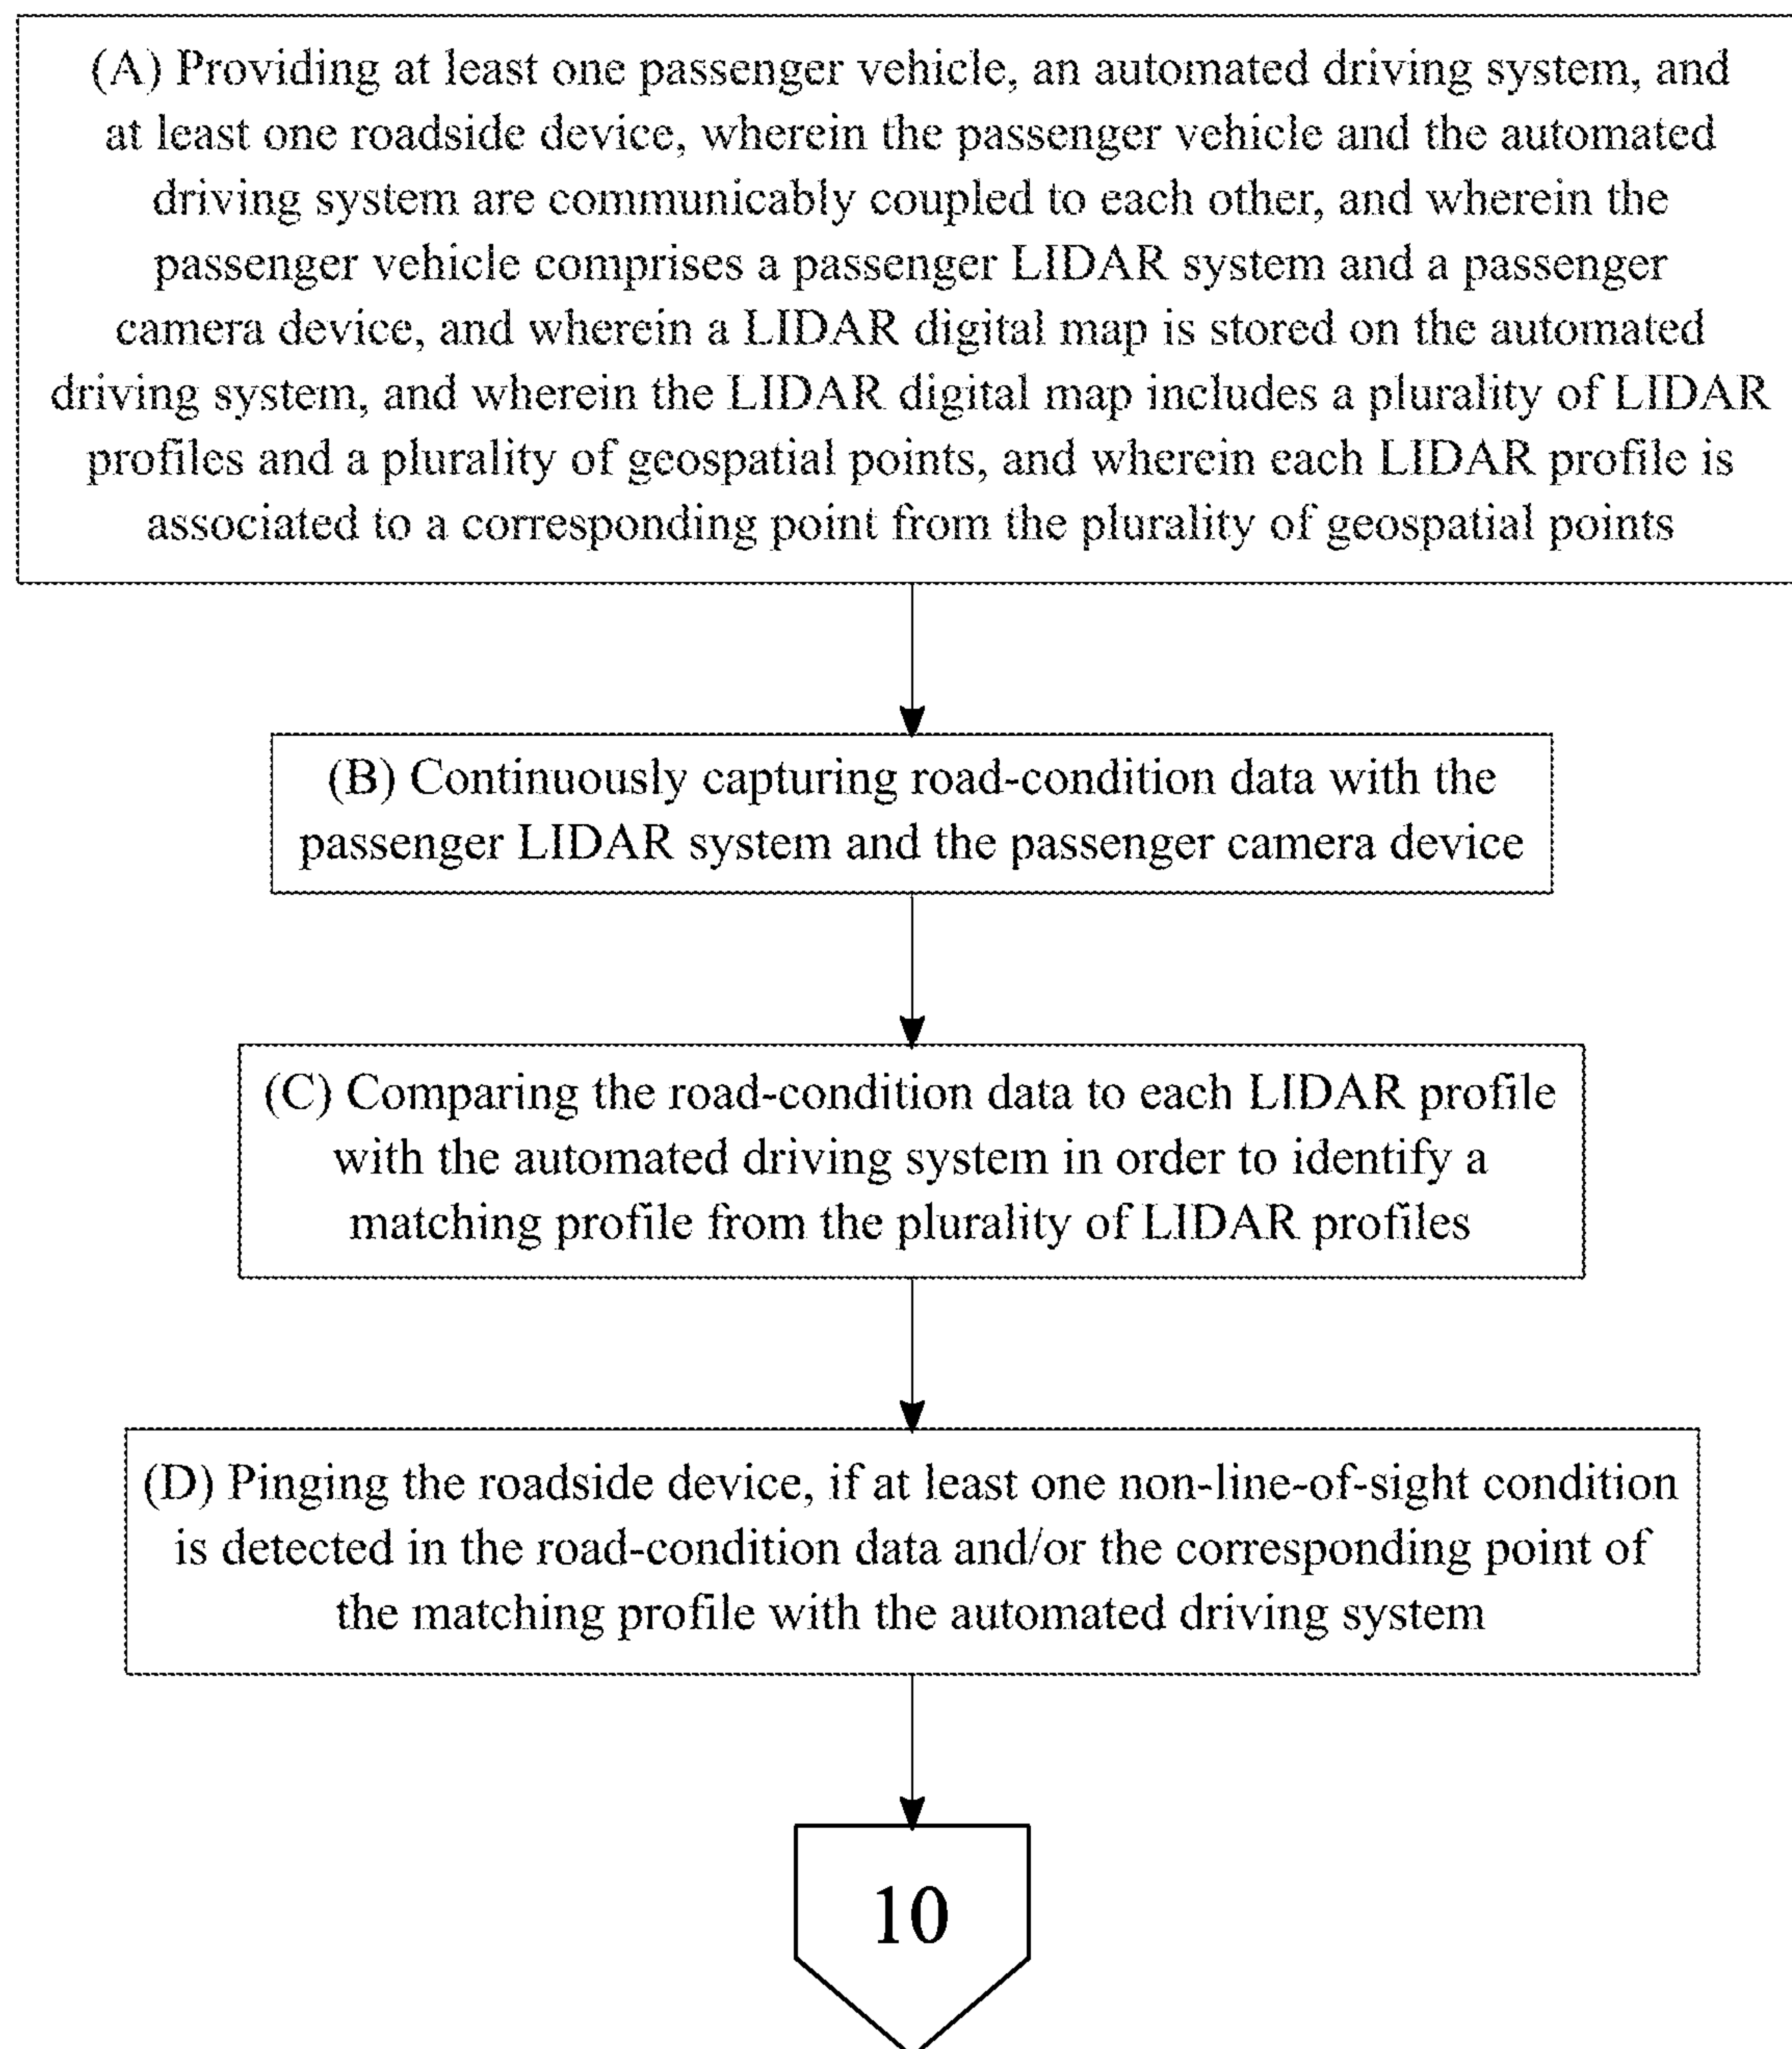 (A) Providing at least one passenger vehicle, an automated driving system, and
at least one roadside device, wherein the passenger vehicle and the automated
driving system are communicably coupled to each other, and wherein the
passenger vehicle comprises a passenger LIDAR system and a passenger
camera device, and wherein a LIDAR digital map is stored on the automated
driving system, and wherein the LIDAR digital map includes a plurality of LIDAR
profiles and a plurality of geospatial points, and wherein each LIDAR profile is
associated to a corresponding point from the plurality of geospatial points
(B) Continuously capturing road-condition data with the
passenger LIDAR system and the passenger camera device
(C) Comparing the road-condition data to each LIDAR profile
with the automated driving system in order to identify a
matching profile from the plurality of LIDAR profiles
(D) Pinging the roadside device, if at least one non-line-of-sight condition
is detected in the road-condition data and/or the corresponding point of
the matching profile with the automated driving system
10